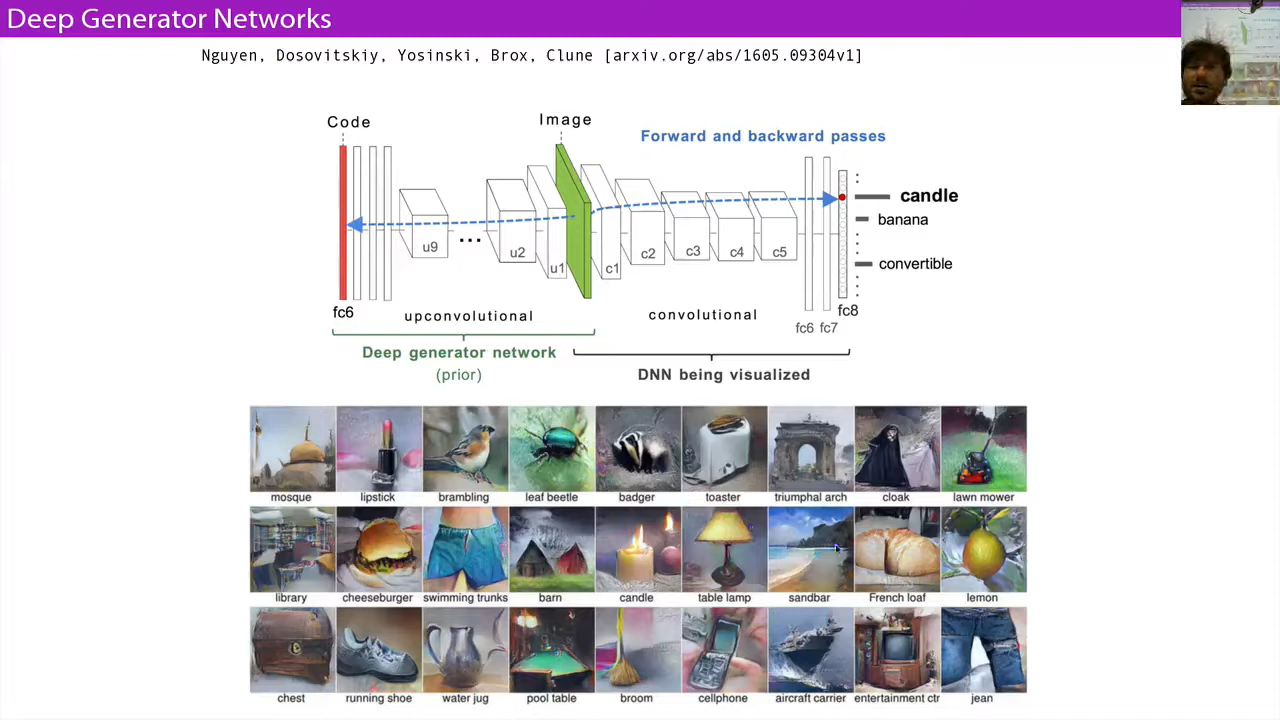 Deep Generator Networks
Nguyen, Dosovitskiy, Yosinski, Brox, Clune [arxiv.org/abs/1605.09304v1]
Code
Image
Forward and backward passes
candle
banana
convertible
u9
...
u2
u1
c1
c2
c3
c4
c5
fc6
upconvolutional
convolutional
fc6 fc7
fc8
Deep generator network
(prior)
DNN being visualized
mosque lipstick brambling leaf beetle badger toaster triumphal arch cloak lawn mower
library cheeseburger swimming trunks barn candle table lamp sandbar French loaf lemon
chest running shoe water jug pool table broom cellphone aircraft carrier entertainment ctr jean